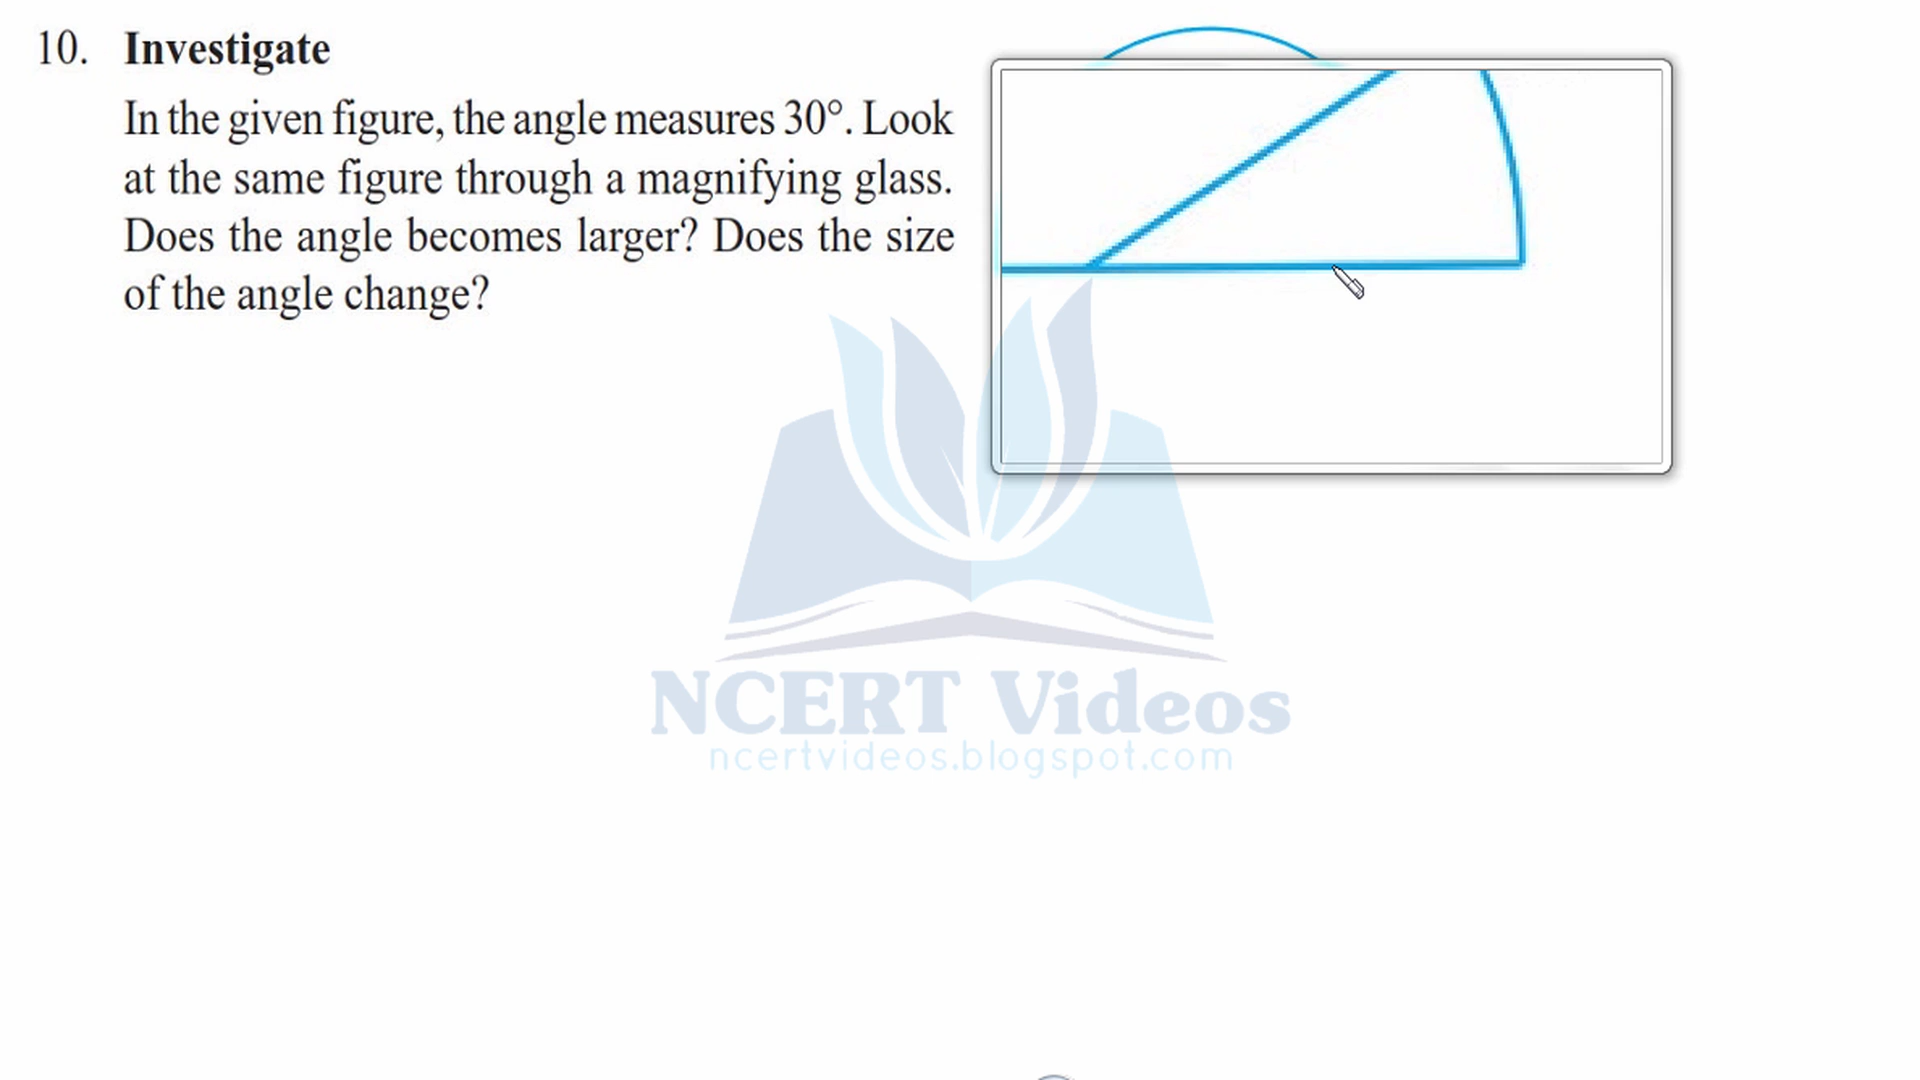 10. Investigate
In the given figure, the angle measures 30°. Look
at the same figure through a magnifying glass.
Does the angle becomes larger? Does the size
of the angle change?
NCERT Videos
ncertvideos.blogspot.com